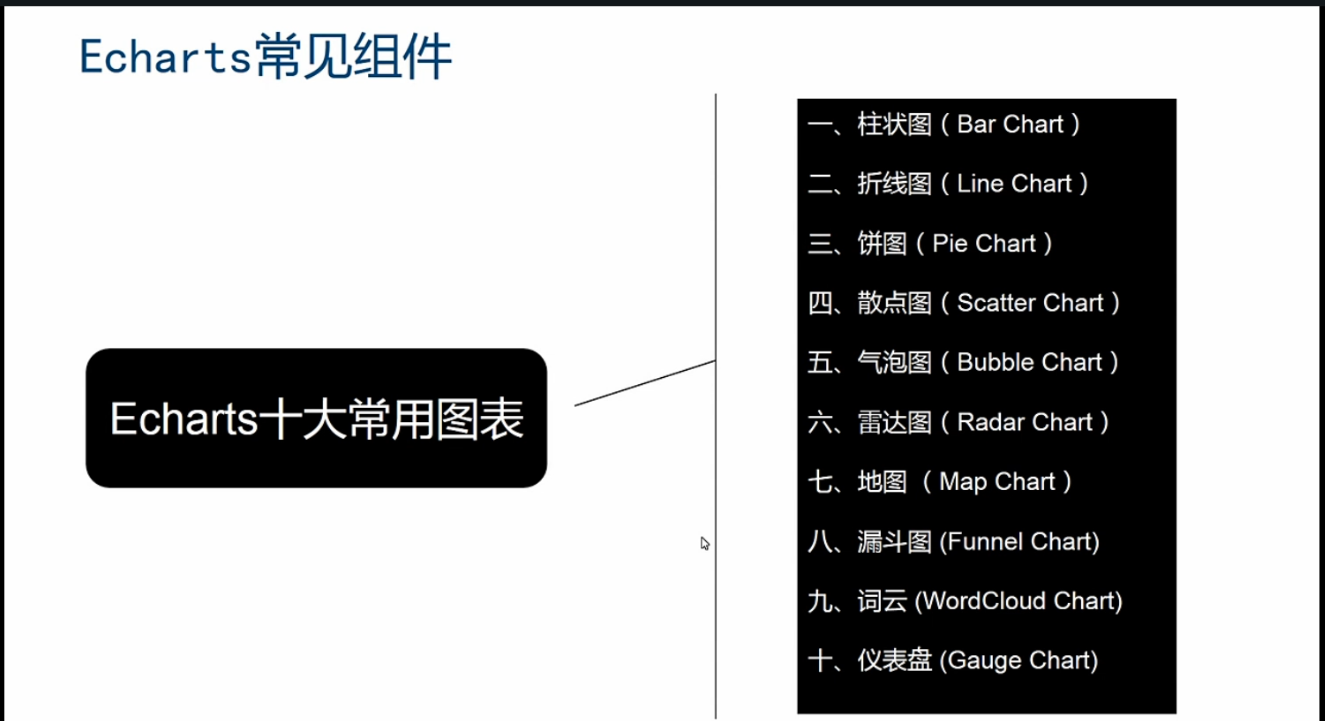 Echarts常见组件
Echarts十大常用图表
一、柱状图（Bar Chart）
二、折线图（Line Chart）
三、饼图（Pie Chart）
四、散点图（Scatter Chart）
五、气泡图（Bubble Chart）
六、雷达图（Radar Chart）
七、地图 （Map Chart）
八、漏斗图 (Funnel Chart)
九、词云 (WordCloud Chart)
十、仪表盘 (Gauge Chart)